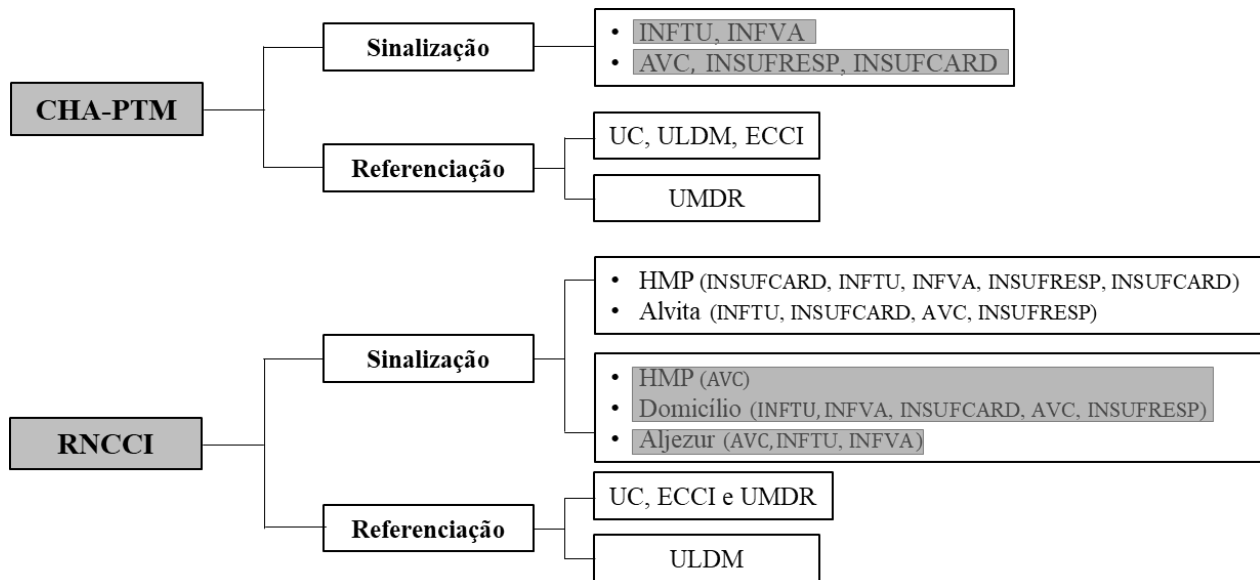 CHA-PTM
Sinalização
• INFTU, INFVA
• AVC, INSUFRESP, INSUFCARD
Referenciação
UC, ULDM, ECCI
UMDR
RNCCI
Sinalização
• HMP (INSUFCARD, INFTU, INFVA, INSUFRESP, INSUFCARD)
• Alvita (INFTU, INSUFCARD, AVC, INSUFRESP)
• HMP (AVC)
• Domicílio (INFTU, INFVA, INSUFCARD, AVC, INSUFRESP)
• Aljezur (AVC, INFTU, INFVA)
Referenciação
UC, ECCI e UMDR
ULDM